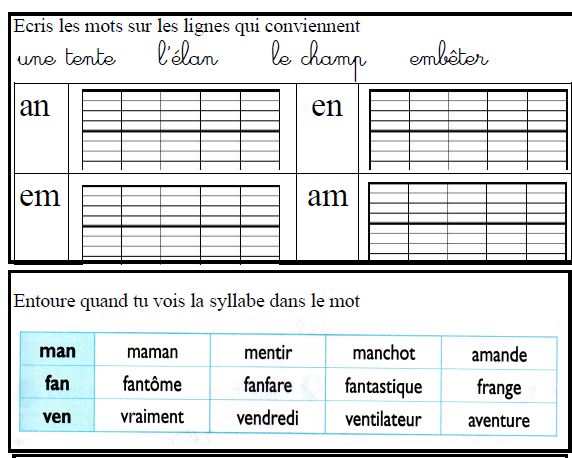 Ecris les mots sur les lignes qui conviennent
une tente l'élan le champ embêter
an en
em am
Entoure quand tu vois la syllabe dans le mot
man maman mentir manchot amande
fan fantôme fanfare fantastique frange
ven vraiment vendredi ventilateur aventure